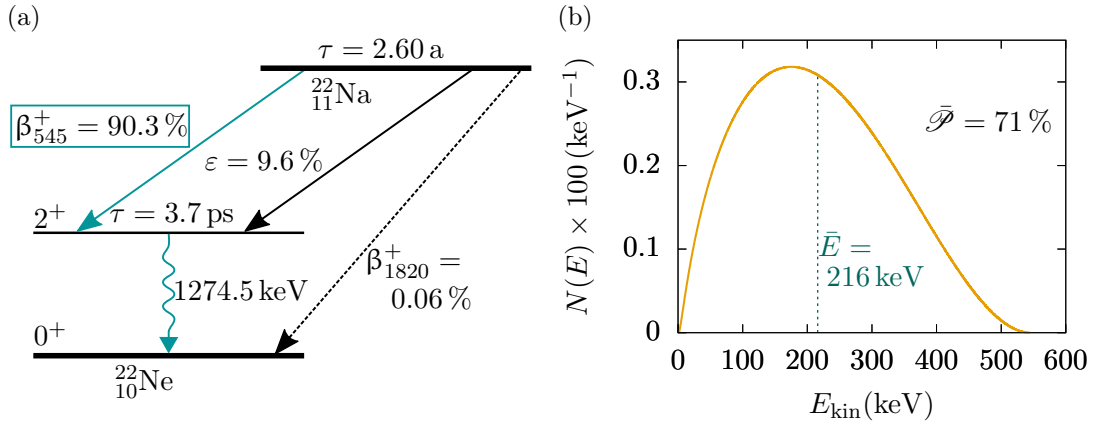 (a)
τ = 2.60 a
²²₁₁Na
β⁺₅₄₅ = 90.3 %
ε = 9.6 %
2⁺
τ = 3.7 ps
β⁺₁₈₂₀ =
0.06 %
1274.5 keV
0⁺
²²₁₀Ne
(b)
N(E) × 100 (keV⁻¹)
0.3
0.2
0.1
0
𝒫̄ = 71 %
Ē =
216 keV
0 100 200 300 400 500 600
E_kin(keV)